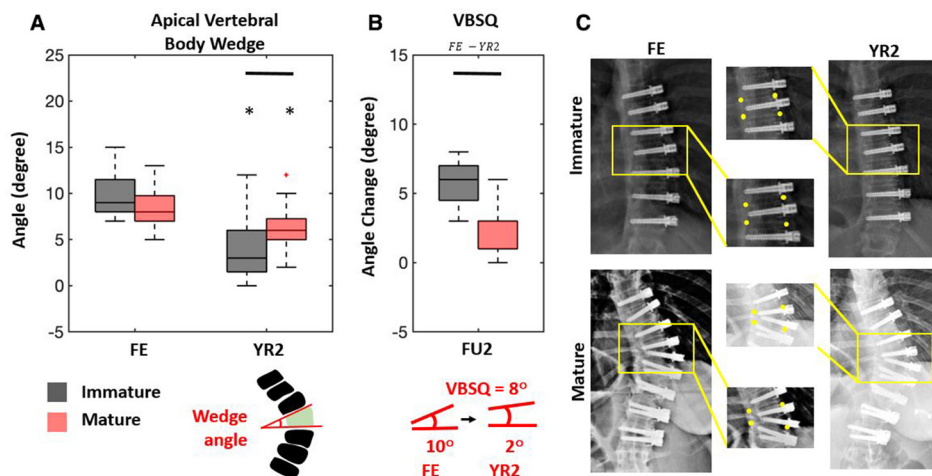 A
Apical Vertebral
Body Wedge
25
20
15
10
5
0
-5
Angle (degree)
*
*
FE
YR2
Immature
Mature
Wedge
angle
B
VBSQ
FE − YR2
15
10
5
0
-5
Angle Change (degree)
FU2
VBSQ = 8°
10°
2°
FE
YR2
C
FE
YR2
Immature
Mature